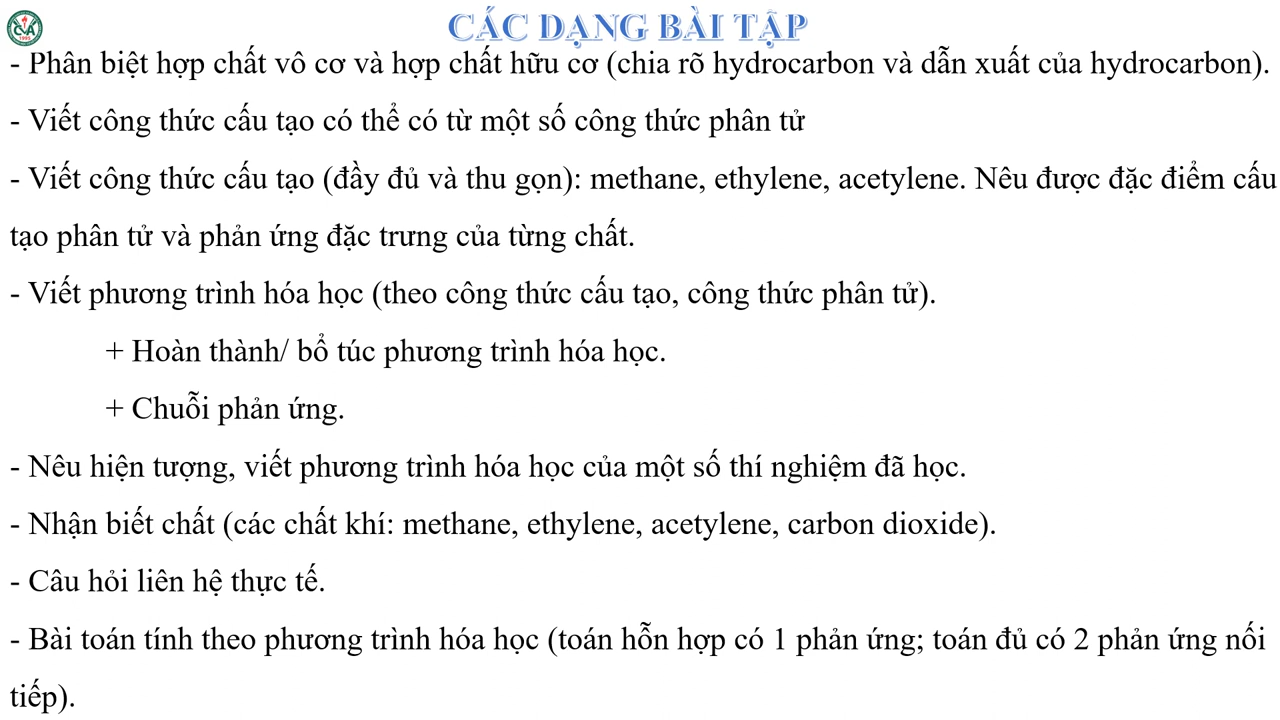 CVA
1995
CÁC DẠNG BÀI TẬP
- Phân biệt hợp chất vô cơ và hợp chất hữu cơ (chia rõ hydrocarbon và dẫn xuất của hydrocarbon).
- Viết công thức cấu tạo có thể có từ một số công thức phân tử
- Viết công thức cấu tạo (đầy đủ và thu gọn): methane, ethylene, acetylene. Nêu được đặc điểm cấu
tạo phân tử và phản ứng đặc trưng của từng chất.
- Viết phương trình hóa học (theo công thức cấu tạo, công thức phân tử).
+ Hoàn thành/ bổ túc phương trình hóa học.
+ Chuỗi phản ứng.
- Nêu hiện tượng, viết phương trình hóa học của một số thí nghiệm đã học.
- Nhận biết chất (các chất khí: methane, ethylene, acetylene, carbon dioxide).
- Câu hỏi liên hệ thực tế.
- Bài toán tính theo phương trình hóa học (toán hỗn hợp có 1 phản ứng; toán đủ có 2 phản ứng nối
tiếp).